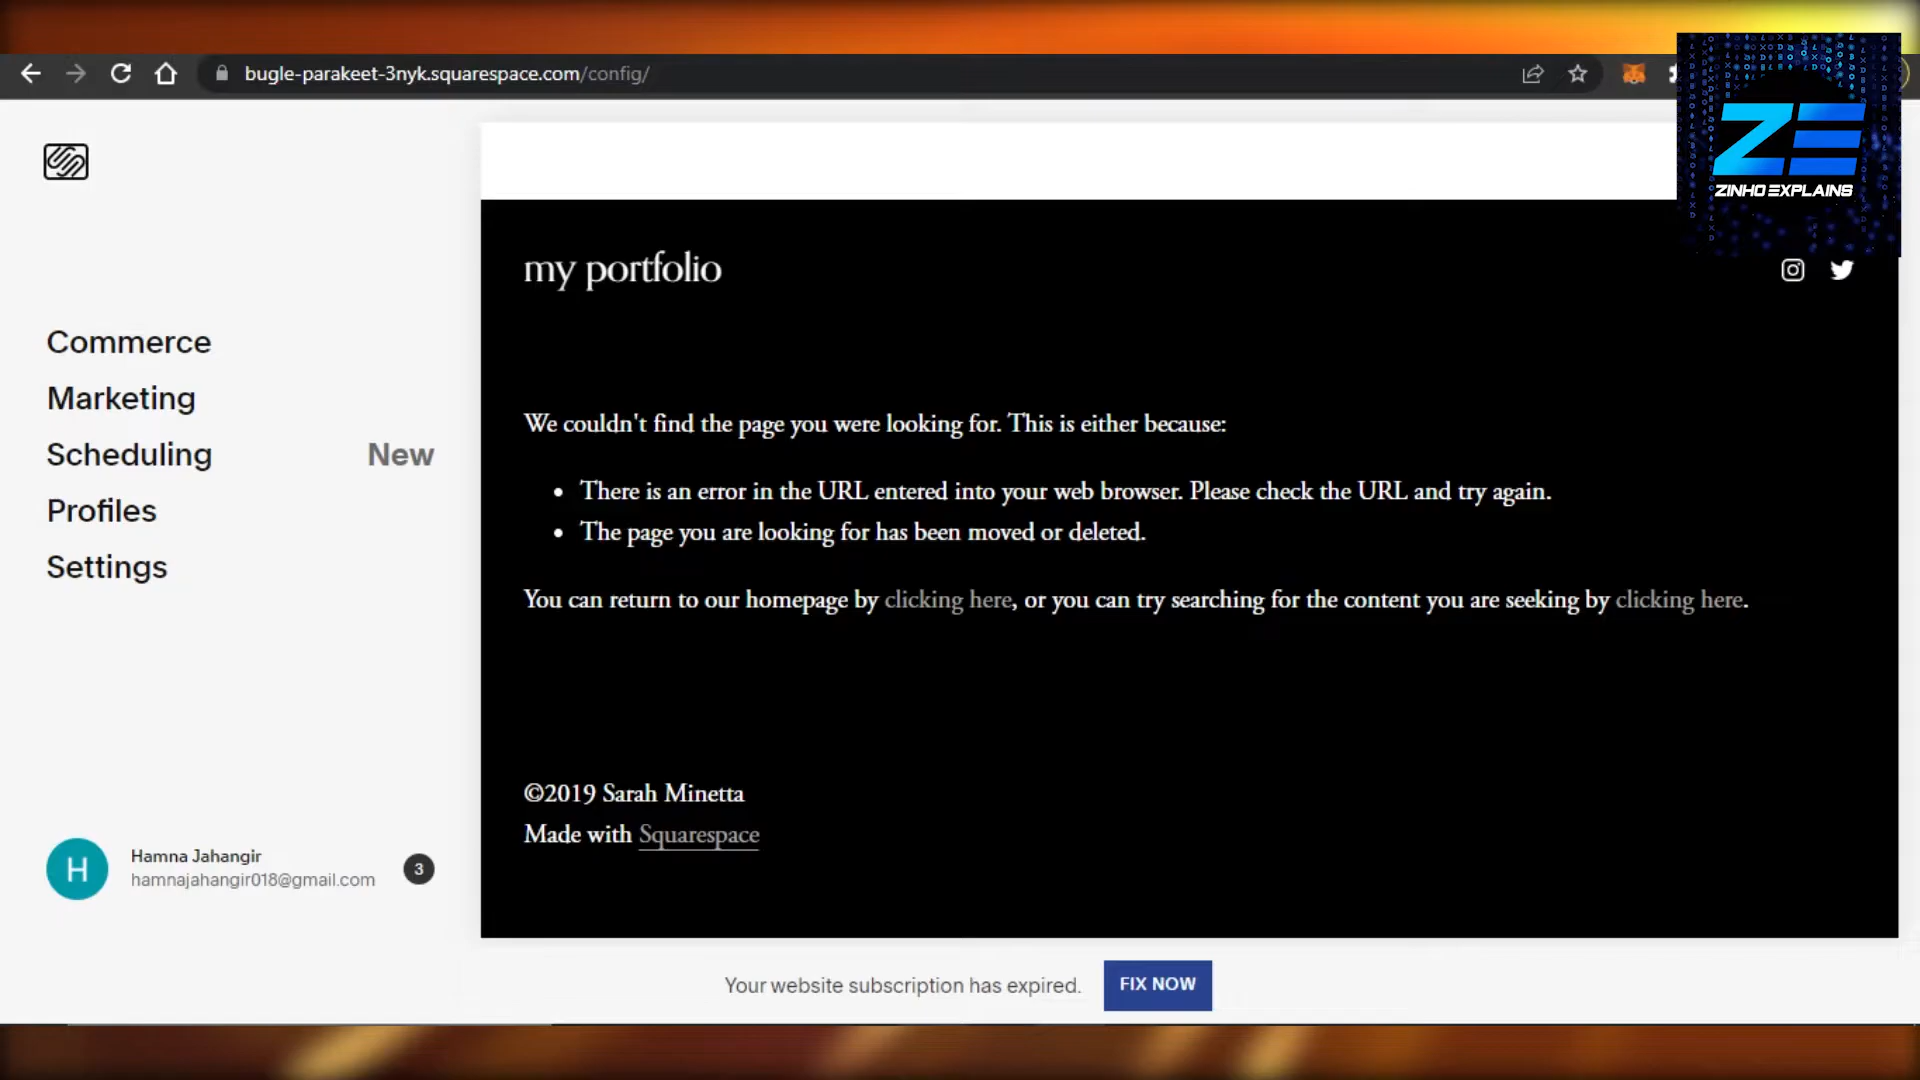 bugle-parakeet-3nyk.squarespace.com/config/
ZE
ZINHO EXPLAINS
my portfolio
Commerce
Marketing
Scheduling New
Profiles
Settings
We couldn't find the page you were looking for. This is either because:
• There is an error in the URL entered into your web browser. Please check the URL and try again.
• The page you are looking for has been moved or deleted.
You can return to our homepage by clicking here, or you can try searching for the content you are seeking by clicking here.
©2019 Sarah Minetta
Made with Squarespace
H
Hamna Jahangir
hamnajahangir018@gmail.com
3
Your website subscription has expired. FIX NOW